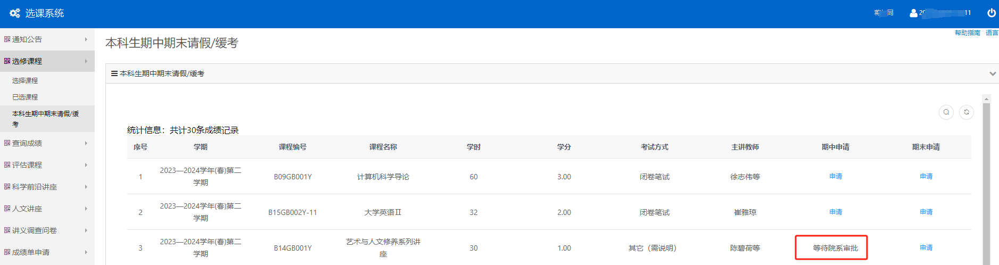 选课系统
蒋 同
20 11
帮助指南 语言
通知公告
选修课程
选择课程
已选课程
本科生期中期末请假/缓
考
查询成绩
评估课程
科学前沿讲座
人文讲座
讲义调查问卷
成绩单申请
本科生期中期末请假/缓考
本科生期中期末请假/缓考
统计信息：共计30条成绩记录
序号 学期 课程编号 课程名称 学时 学分 考试方式 主讲教师 期中申请 期末申请
1 2023—2024学年(春)第二
学期 B09GB001Y 计算机科学导论 60 3.00 闭卷笔试 徐志伟等 申请 申请
2 2023—2024学年(春)第二
学期 B15GB002Y-11 大学英语Ⅱ 32 2.00 闭卷笔试 崔雅琼 申请 申请
3 2023—2024学年(春)第二
学期 B14GB001Y 艺术与人文修养系列讲
座 30 1.00 其它（需说明） 陈碧荷等 等待院系审批 申请